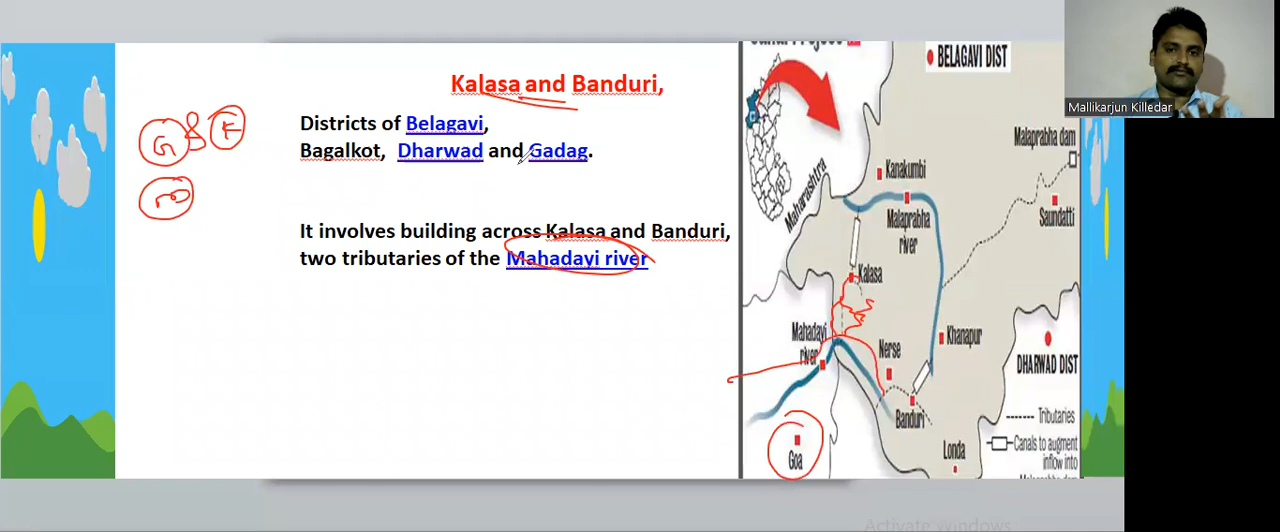 Canal Project
BELAGAVI DIST
Mallikarjun Killedar
Kalasa and Banduri,
G & F
Districts of Belagavi,
Bagalkot, Dharwad and Gadag.
It involves building across Kalasa and Banduri,
two tributaries of the Mahadayi river
Maharashtra
Kanakumbi
Malaprabha
river
Malaprabha dam
Saundatti
Kalasa
Mahadayi
river
Nerse
Khanapur
DHARWAD DIST
Banduri
Goa
Londa
Tributaries
Canals to augment
inflow into
Activate Windows